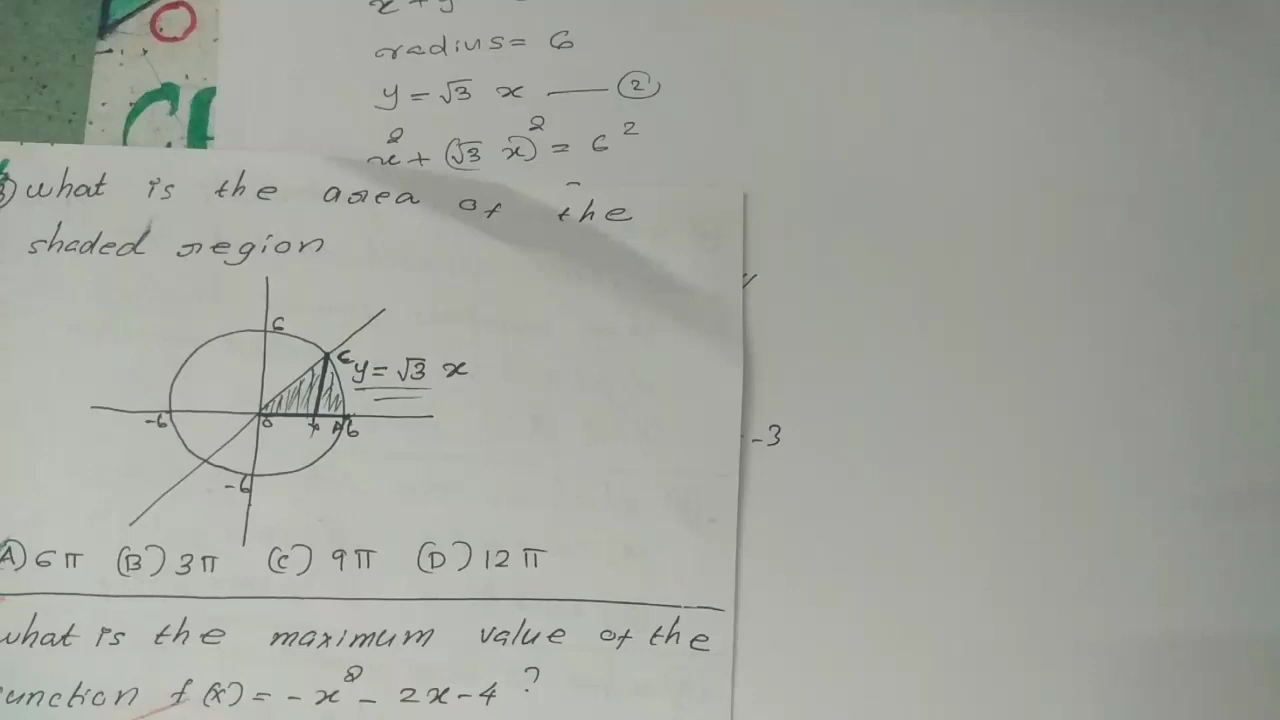 radius = 6
y = √3 x —— ②
x² + (√3 x)² = 6²
what is the area of the
shaded region
6
C
y = √3 x
-6 0 A 6
-6
-3
(A) 6π (B) 3π (C) 9π (D) 12π
what is the maximum value of the
function f(x) = -x² - 2x - 4 ?